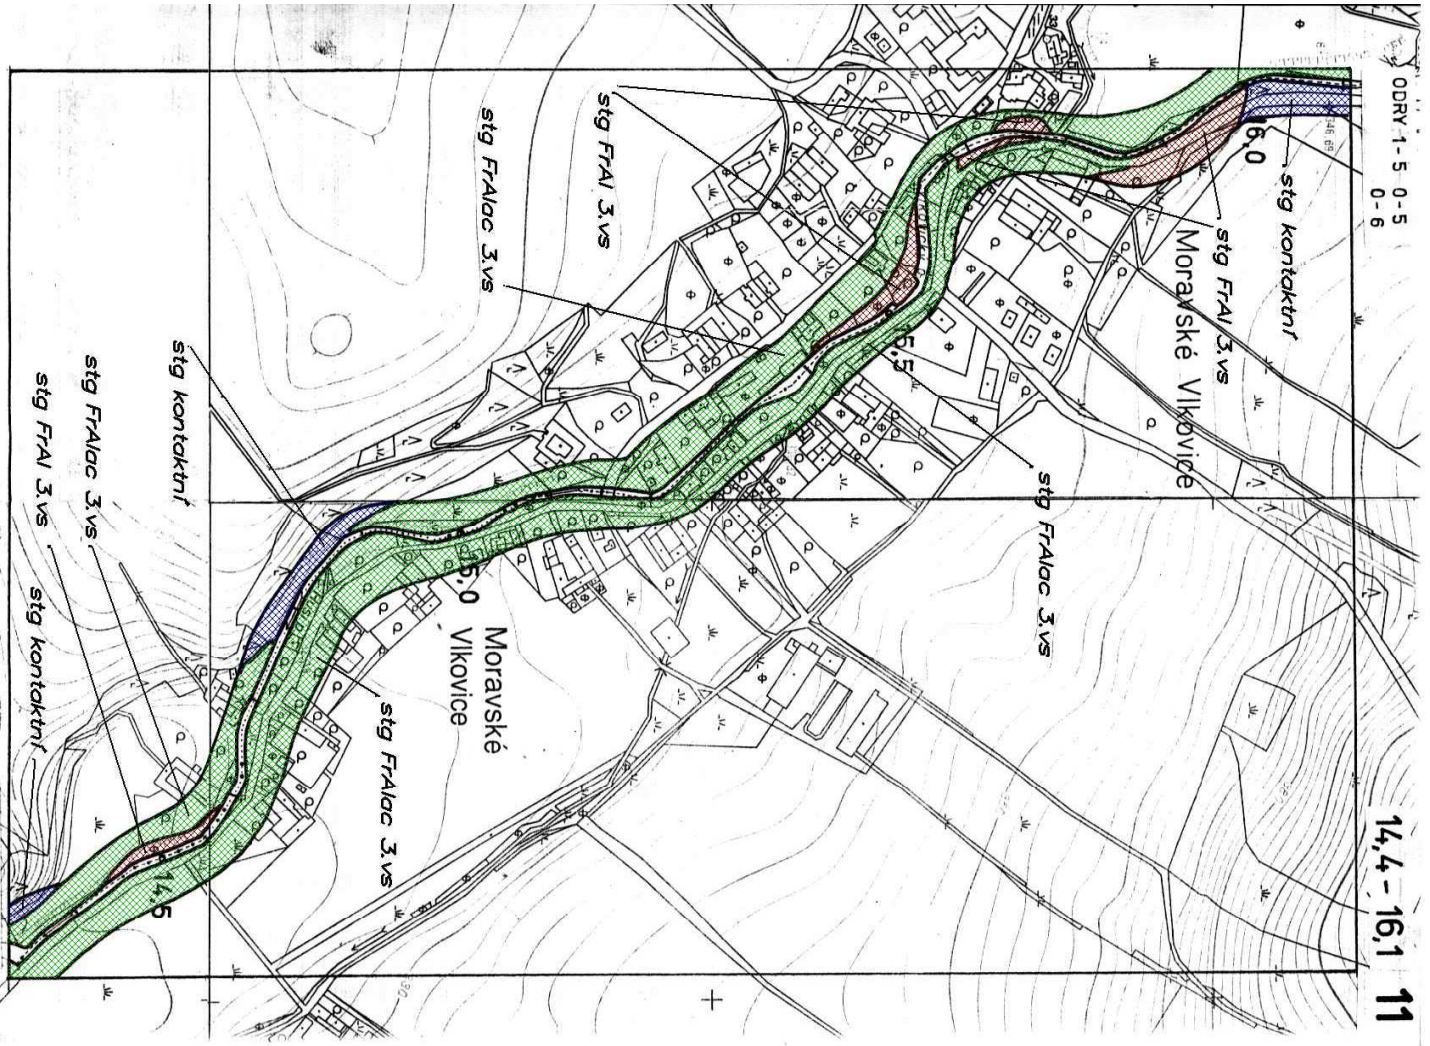 ODRY 1-5 0-5
0-6
14,4 - 16,1
11
stg kontaktní
stg FrAl 3.vs
Moravské Vlkovice
stg FrAl 3.vs
stg FrAlac 3.vs
stg FrAlac 3.vs
16,0
15,5
15,0
Moravské
Vlkovice
stg kontaktní
stg FrAlac 3.vs
stg FrAlac 3.vs
stg FrAl 3.vs
stg kontaktní
14,5